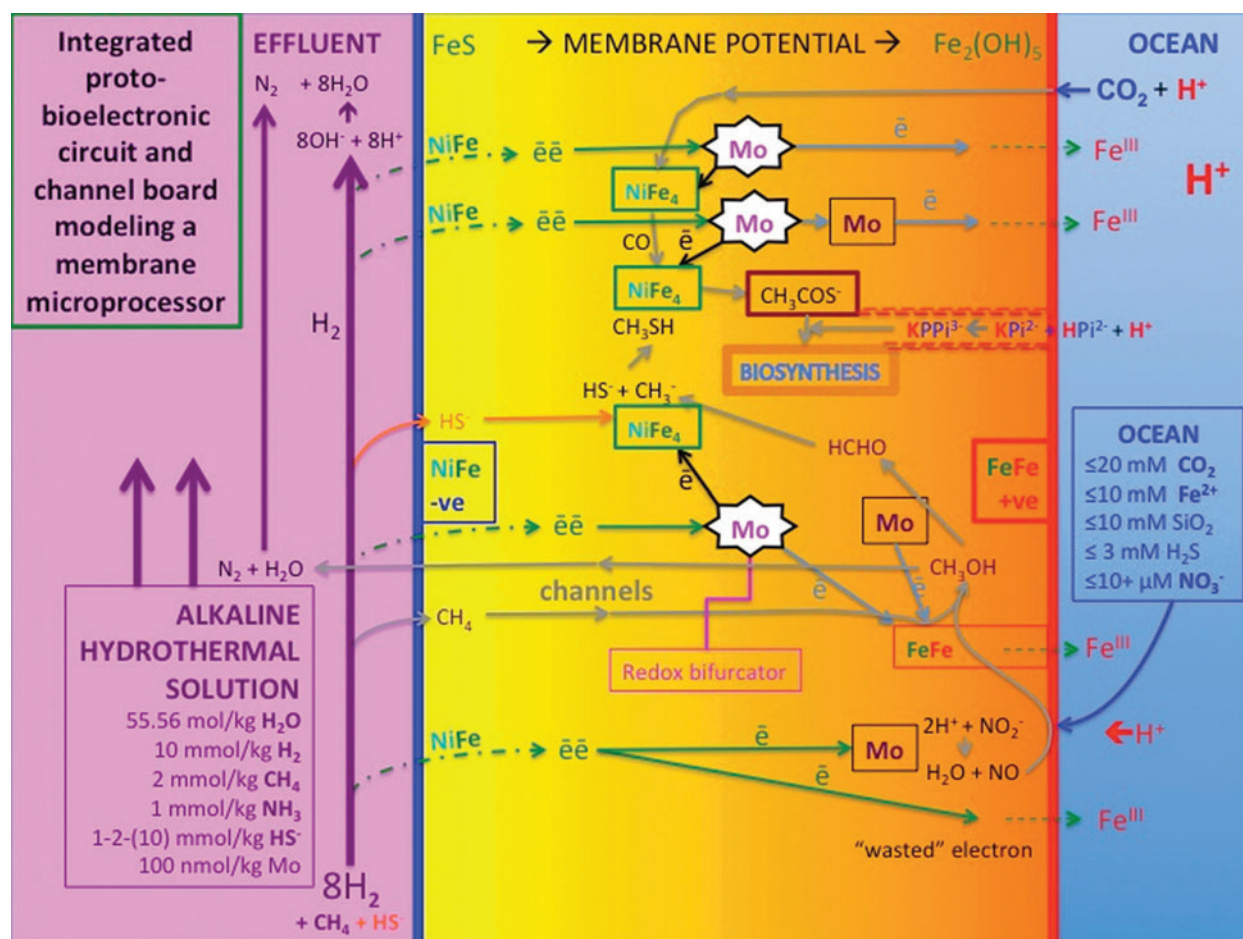 Integrated
proto-
bioelectronic
circuit and
channel board
modeling a
membrane
microprocessor
EFFLUENT
N₂ + 8H₂O
8OH⁻ + 8H⁺
H₂
N₂ + H₂O
ALKALINE
HYDROTHERMAL
SOLUTION
55.56 mol/kg H₂O
10 mmol/kg H₂
2 mmol/kg CH₄
1 mmol/kg NH₃
1-2-(10) mmol/kg HS⁻
100 nmol/kg Mo
8H₂
+ CH₄ + HS⁻
FeS → MEMBRANE POTENTIAL → Fe₂(OH)₅
NiFe ēē Mo ē
NiFe₄
NiFe ēē Mo Mo ē
CO ē
NiFe₄ CH₃COS⁻
CH₃SH
KPPi³⁻ KPi²⁻ + HPi²⁻ + H⁺
BIOSYNTHESIS
HS⁻ + CH₃⁻
HS⁻ NiFe₄
HCHO
NiFe
-ve
FeFe
+ve
ē
Mo
ēē Mo
CH₃OH
channels ē ē
CH₄
Redox bifurcator
FeFe
NiFe ēē ē Mo
2H⁺ + NO₂⁻
H₂O + NO
ē
"wasted" electron
OCEAN
CO₂ + H⁺
Feᴵᴵᴵ
H⁺
Feᴵᴵᴵ
OCEAN
≤20 mM CO₂
≤10 mM Fe²⁺
≤10 mM SiO₂
≤ 3 mM H₂S
≤10+ µM NO₃⁻
Feᴵᴵᴵ
H⁺
Feᴵᴵᴵ